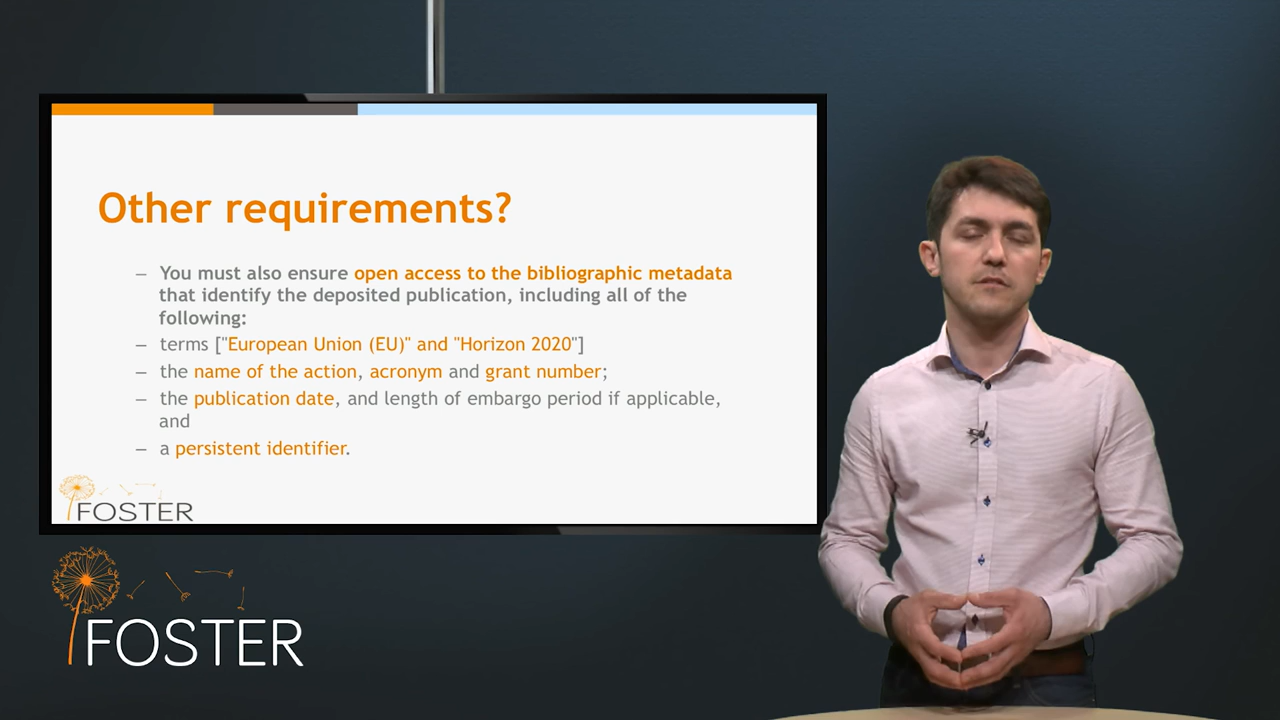 Other requirements?
– You must also ensure open access to the bibliographic metadata
that identify the deposited publication, including all of the
following:
– terms ["European Union (EU)" and "Horizon 2020"]
– the name of the action, acronym and grant number;
– the publication date, and length of embargo period if applicable,
and
– a persistent identifier.
FOSTER
FOSTER